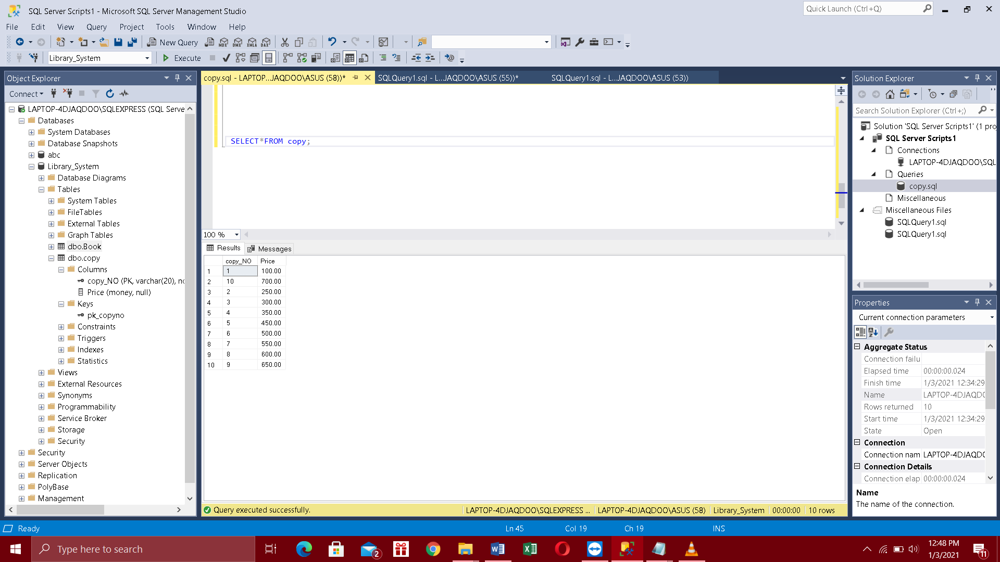 SQL Server Scripts1 - Microsoft SQL Server Management Studio
Quick Launch (Ctrl+Q)
File Edit View Query Project Tools Window Help
New Query
MDX DMX XMLA DAX
Library_System
Execute
Object Explorer
Connect
LAPTOP-4DJAQDOO\SQLEXPRESS (SQL Serve
Databases
System Databases
Database Snapshots
abc
Library_System
Database Diagrams
Tables
System Tables
FileTables
External Tables
Graph Tables
dbo.Book
dbo.copy
Columns
copy_NO (PK, varchar(20), nc
Price (money, null)
Keys
pk_copyno
Constraints
Triggers
Indexes
Statistics
Views
External Resources
Synonyms
Programmability
Service Broker
Storage
Security
Security
Server Objects
Replication
PolyBase
Management
copy.sql - LAPTOP...JAQDOO\ASUS (58))*
SQLQuery1.sql - L...JAQDOO\ASUS (55))*
SQLQuery1.sql - L...JAQDOO\ASUS (53))
SELECT*FROM copy;
100 %
Results
Messages
copy_NO Price
1 1 100.00
2 10 700.00
3 2 250.00
4 3 300.00
5 4 350.00
6 5 450.00
7 6 500.00
8 7 550.00
9 8 600.00
10 9 650.00
Query executed successfully.
LAPTOP-4DJAQDOO\SQLEXPRESS ...
LAPTOP-4DJAQDOO\ASUS (58)
Library_System
00:00:00
10 rows
Solution Explorer
Search Solution Explorer (Ctrl+;)
Solution 'SQL Server Scripts1' (1 proj
SQL Server Scripts1
Connections
LAPTOP-4DJAQDOO\SQL
Queries
copy.sql
Miscellaneous
Miscellaneous Files
SQLQuery1.sql
SQLQuery1.sql
Properties
Current connection parameters
Aggregate Status
Connection failu
Elapsed time 00:00:00.024
Finish time 1/3/2021 12:34:29
Name LAPTOP-4DJAQDO
Rows returned 10
Start time 1/3/2021 12:34:29
State Open
Connection
Connection nam LAPTOP-4DJAQDO
Connection Details
Connection elap 00:00:00.024
Name
The name of the connection.
Ready
Ln 45
Col 19
Ch 19
INS
Type here to search
2
12:48 PM
1/3/2021
11